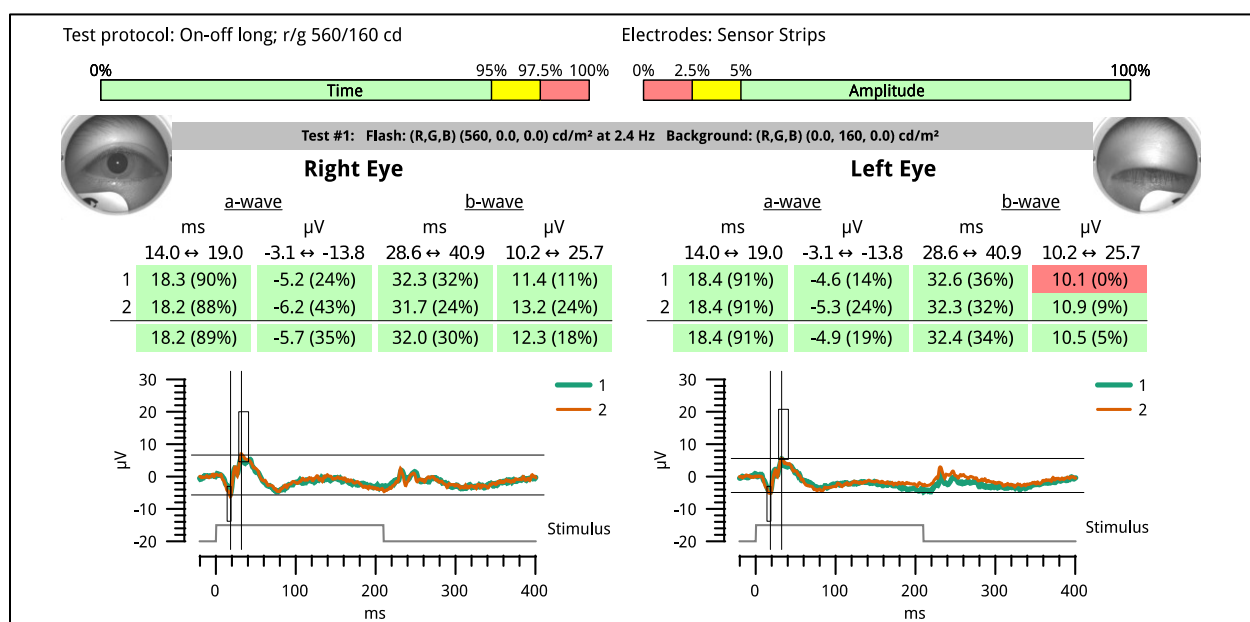 Test protocol: On-off long; r/g 560/160 cd
Electrodes: Sensor Strips
0% 95% 97.5% 100%
Time
0% 2.5% 5% 100%
Amplitude
Test #1: Flash: (R,G,B) (560, 0.0, 0.0) cd/m² at 2.4 Hz Background: (R,G,B) (0.0, 160, 0.0) cd/m²
Right Eye
a-wave b-wave
ms µV ms µV
14.0 ↔ 19.0 -3.1 ↔ -13.8 28.6 ↔ 40.9 10.2 ↔ 25.7
1 18.3 (90%) -5.2 (24%) 32.3 (32%) 11.4 (11%)
2 18.2 (88%) -6.2 (43%) 31.7 (24%) 13.2 (24%)
18.2 (89%) -5.7 (35%) 32.0 (30%) 12.3 (18%)
30
20
10
0
-10
-20
µV
1
2
Stimulus
0 100 200 300 400
ms
Left Eye
a-wave b-wave
ms µV ms µV
14.0 ↔ 19.0 -3.1 ↔ -13.8 28.6 ↔ 40.9 10.2 ↔ 25.7
1 18.4 (91%) -4.6 (14%) 32.6 (36%) 10.1 (0%)
2 18.4 (91%) -5.3 (24%) 32.3 (32%) 10.9 (9%)
18.4 (91%) -4.9 (19%) 32.4 (34%) 10.5 (5%)
30
20
10
0
-10
-20
µV
1
2
Stimulus
0 100 200 300 400
ms